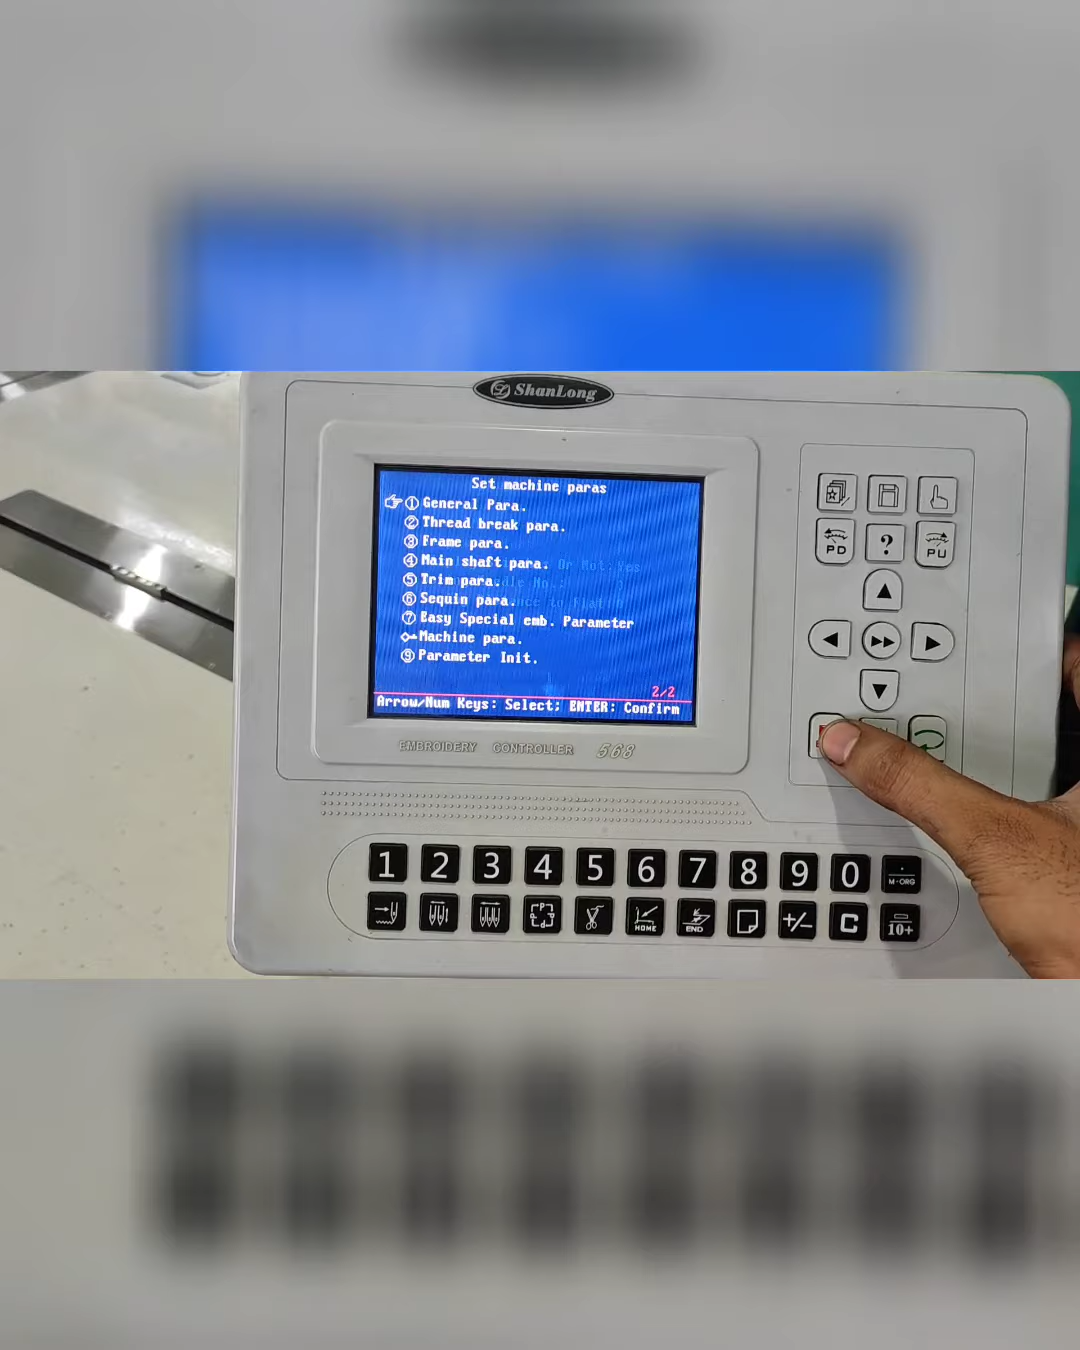 ShanLong
Set machine paras
① General Para.
② Thread break para.
③ Frame para.
④ Main shaft para. Or Not: Yes
⑤ Trim para.
⑥ Sequin para.
⑦ Easy Special emb. Parameter
Machine para.
⑨ Parameter Init.
2/2
Arrow/Num Keys: Select; ENTER: Confirm
EMBROIDERY CONTROLLER 568
PD ? PU
1 2 3 4 5 6 7 8 9 0 . M·ORG
P d HOME END +/- C 10+